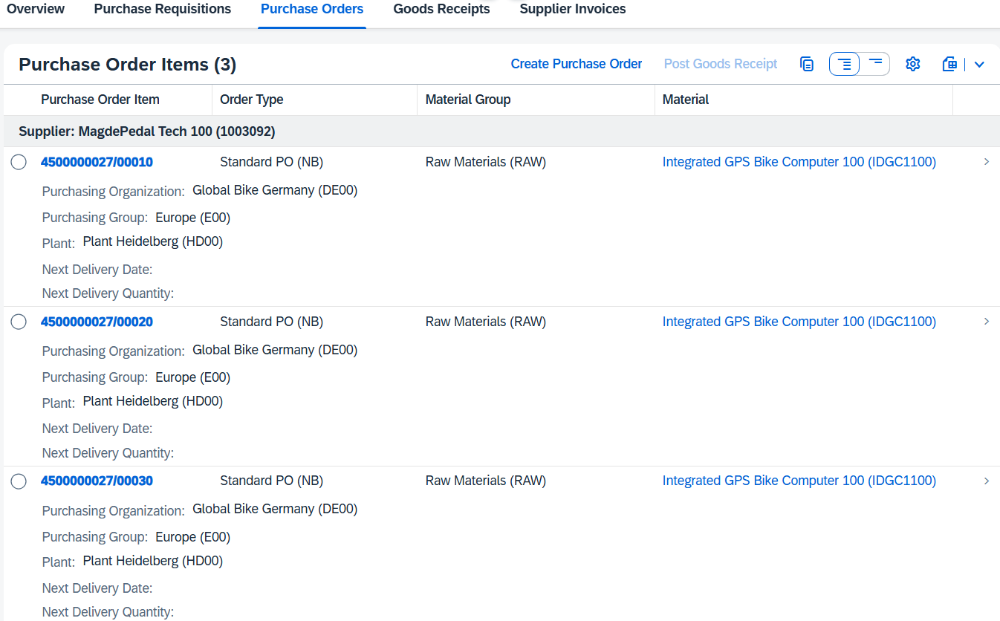 Overview Purchase Requisitions Purchase Orders Goods Receipts Supplier Invoices
Purchase Order Items (3) Create Purchase Order Post Goods Receipt
Purchase Order Item Order Type Material Group Material
Supplier: MagdePedal Tech 100 (1003092)
4500000027/00010 Standard PO (NB) Raw Materials (RAW) Integrated GPS Bike Computer 100 (IDGC1100)
Purchasing Organization: Global Bike Germany (DE00)
Purchasing Group: Europe (E00)
Plant: Plant Heidelberg (HD00)
Next Delivery Date:
Next Delivery Quantity:
4500000027/00020 Standard PO (NB) Raw Materials (RAW) Integrated GPS Bike Computer 100 (IDGC1100)
Purchasing Organization: Global Bike Germany (DE00)
Purchasing Group: Europe (E00)
Plant: Plant Heidelberg (HD00)
Next Delivery Date:
Next Delivery Quantity:
4500000027/00030 Standard PO (NB) Raw Materials (RAW) Integrated GPS Bike Computer 100 (IDGC1100)
Purchasing Organization: Global Bike Germany (DE00)
Purchasing Group: Europe (E00)
Plant: Plant Heidelberg (HD00)
Next Delivery Date:
Next Delivery Quantity: